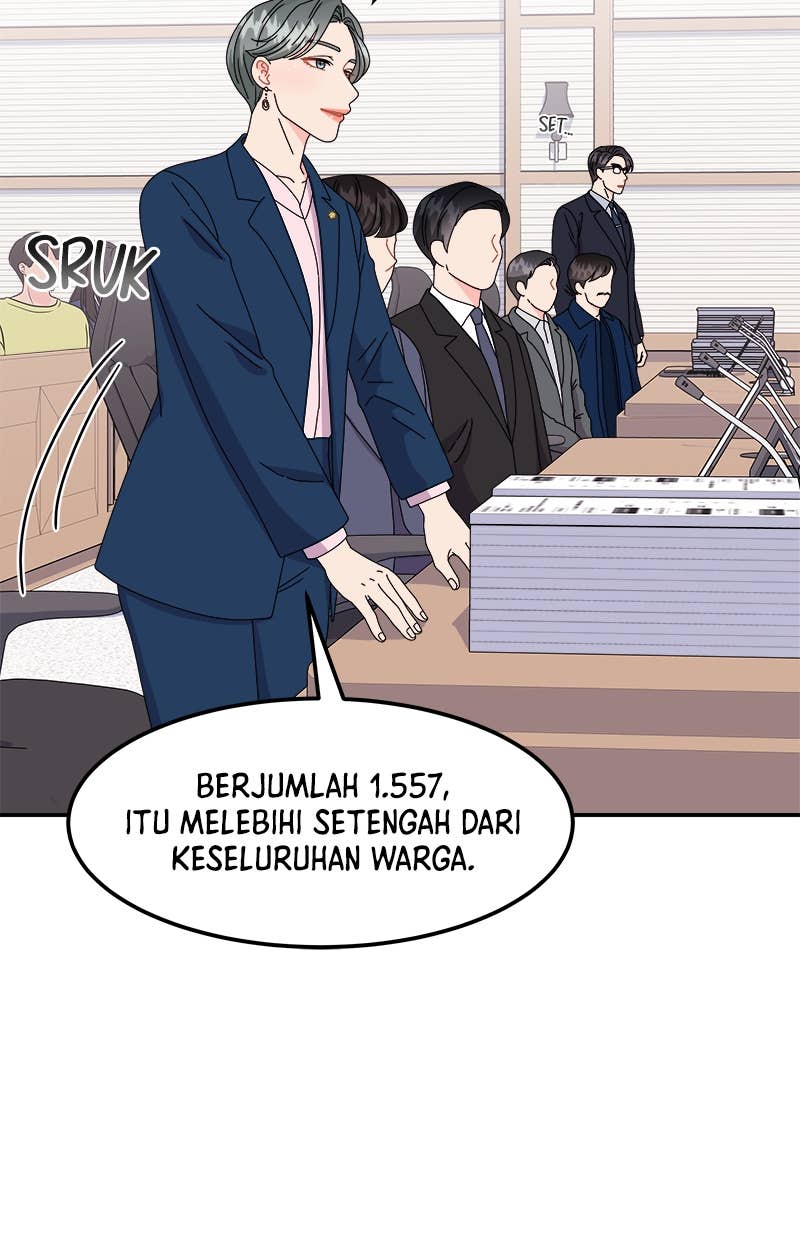 SET...
SRUK
BERJUMLAH 1.557,
ITU MELEBIHI SETENGAH DARI
KESELURUHAN WARGA.